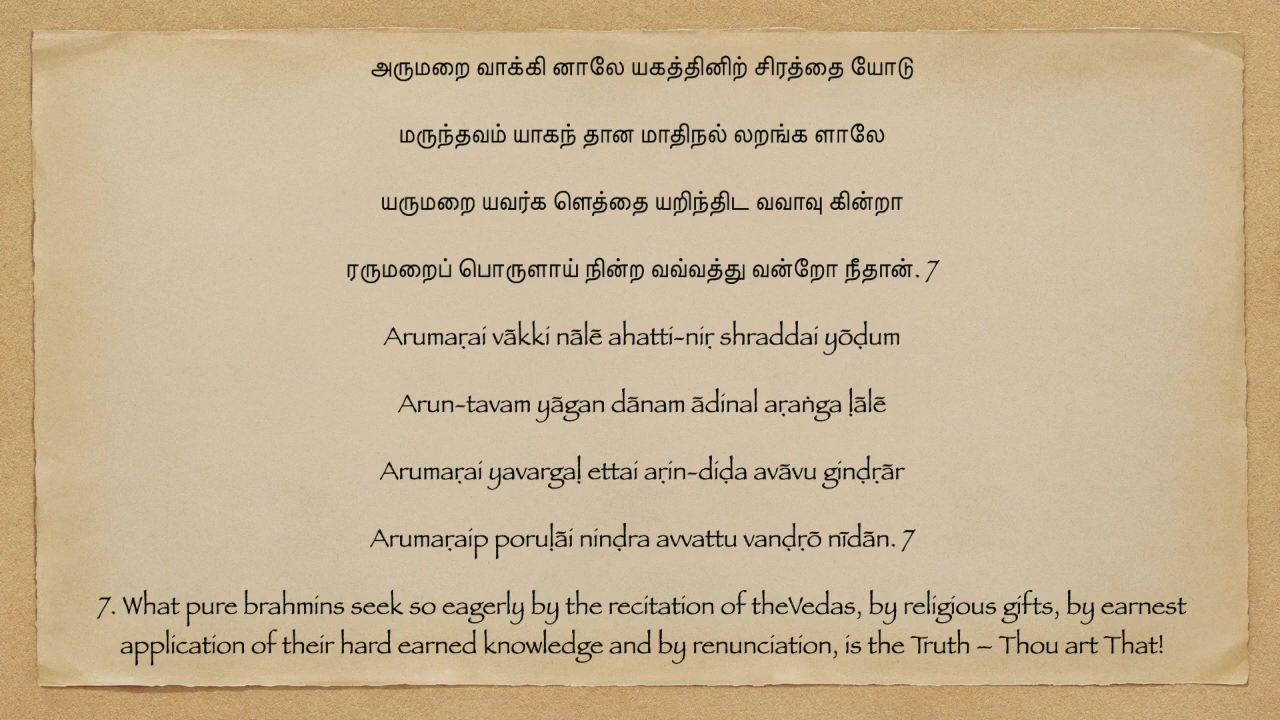 அருமறை வாக்கி னாலே யகத்தினிற் சிரத்தை யோடு
மருந்தவம் யாகந் தான மாதிநல் லறங்க ளாலே
யருமறை யவர்க ளெத்தை யறிந்திட வவாவு கின்றா
ரருமறைப் பொருளாய் நின்ற வவ்வத்து வன்றோ நீதான். 7
Arumaṛai vākki nālē ahatti-niṛ shraddai yōḍum
Arun-tavam yāgan dānam ādinal aṛaṅga ḷālē
Arumaṛai yavargaḷ ettai aṛin-diḍa avāvu ginḍṛār
Arumaṛaip poruḷāi ninḍra avvattu vanḍṛō nīdān. 7
7. What pure brahmins seek so eagerly by the recitation of theVedas, by religious gifts, by earnest
application of their hard earned knowledge and by renunciation, is the Truth – Thou art That!